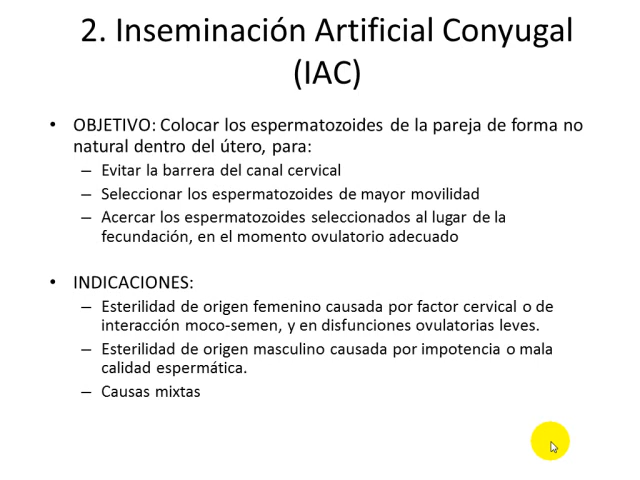 2. Inseminación Artificial Conyugal
(IAC)
• OBJETIVO: Colocar los espermatozoides de la pareja de forma no
natural dentro del útero, para:
– Evitar la barrera del canal cervical
– Seleccionar los espermatozoides de mayor movilidad
– Acercar los espermatozoides seleccionados al lugar de la
fecundación, en el momento ovulatorio adecuado
• INDICACIONES:
– Esterilidad de origen femenino causada por factor cervical o de
interacción moco-semen, y en disfunciones ovulatorias leves.
– Esterilidad de origen masculino causada por impotencia o mala
calidad espermática.
– Causas mixtas